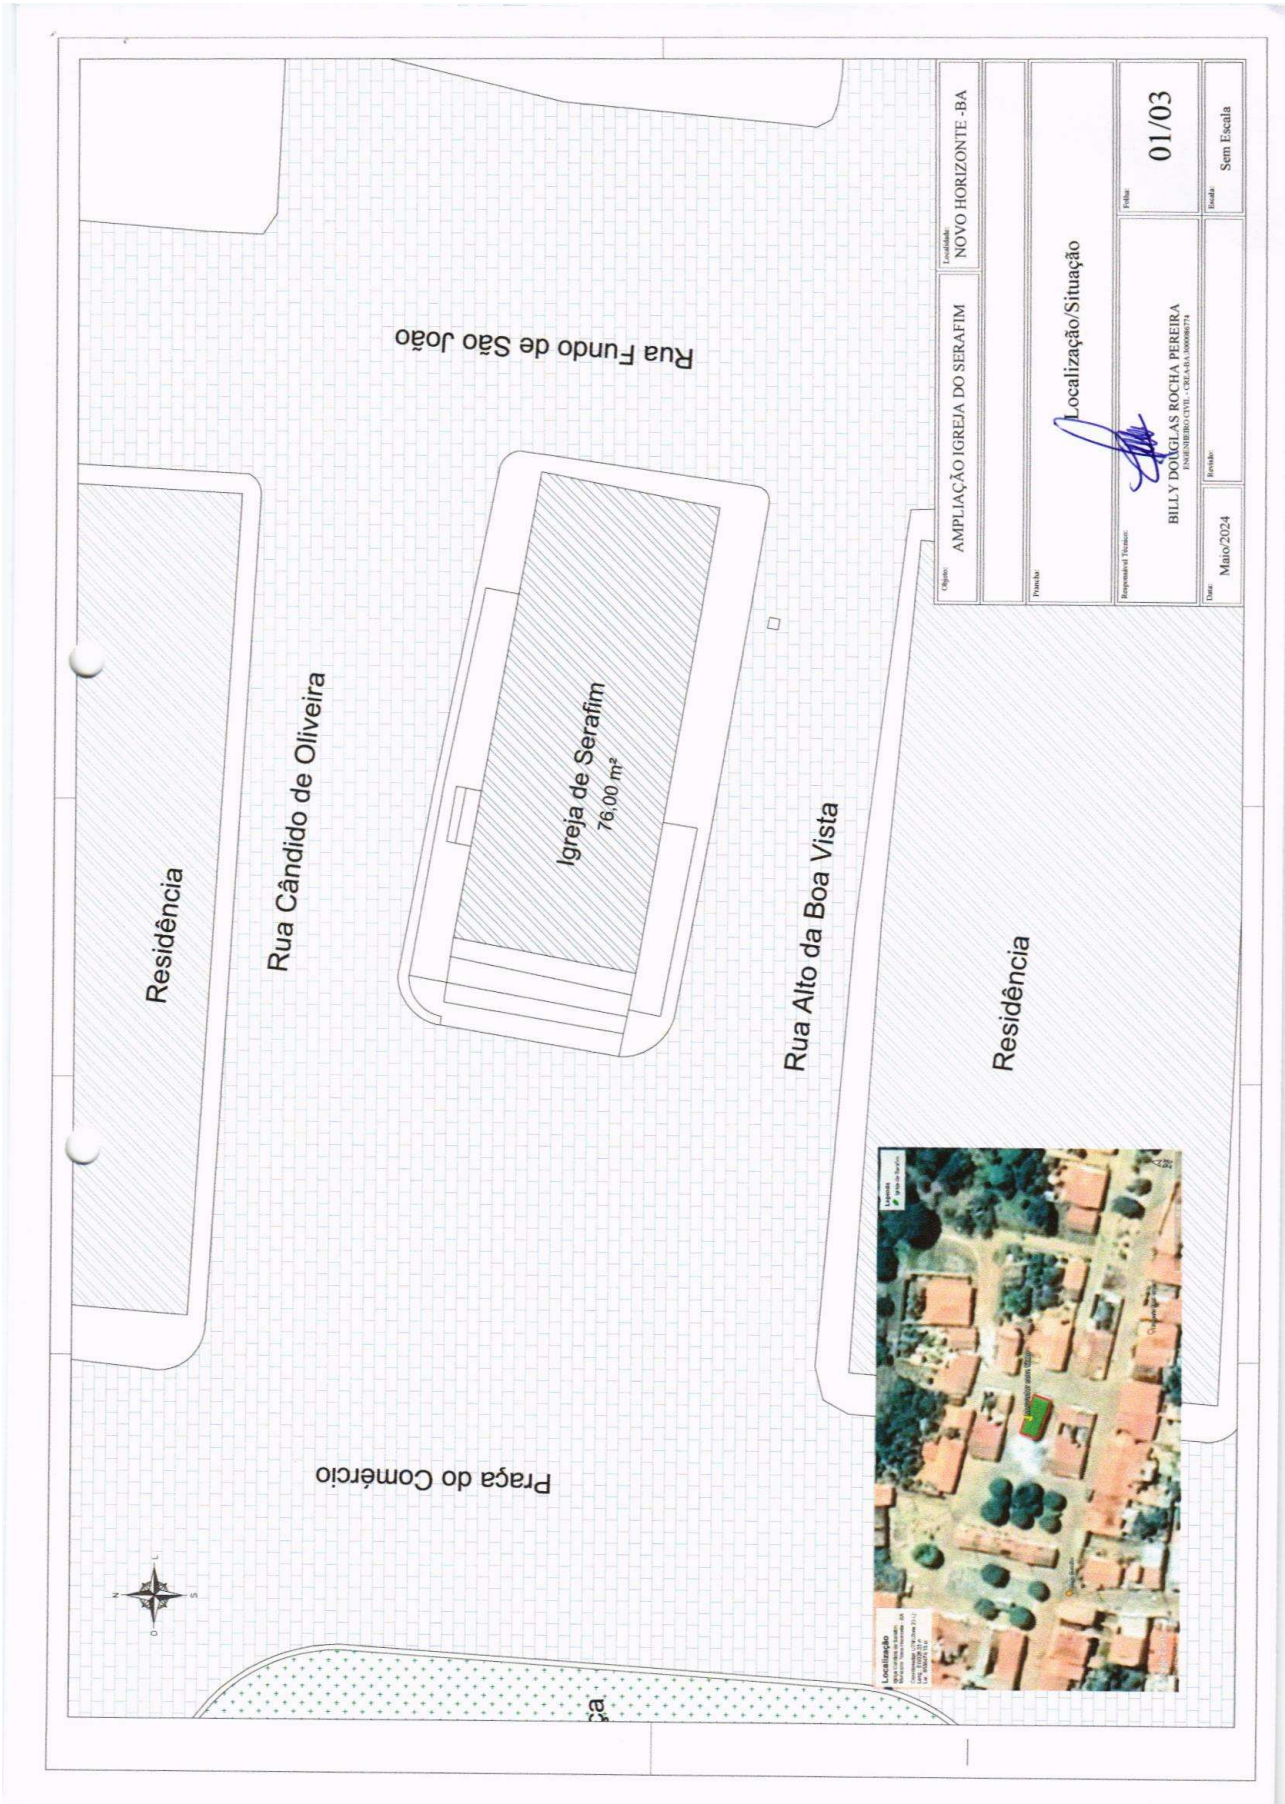 Residência
Rua Cândido de Oliveira
Igreja de Serafim
76,00 m²
Rua Fundo de São João
Rua Alto da Boa Vista
Residência
Praça do Comércio
ça
N
L
S
O
Localização
Legenda
Objeto:
AMPLIAÇÃO IGREJA DO SERAFIM
Localidade:
NOVO HORIZONTE -BA
Prancha:
Localização/Situação
Responsável Técnico:
BILLY DOUGLAS ROCHA PEREIRA
ENGENHEIRO CIVIL - CREA-BA:3000086774
Folha:
01/03
Data:
Maio/2024
Revisão:
Escala:
Sem Escala